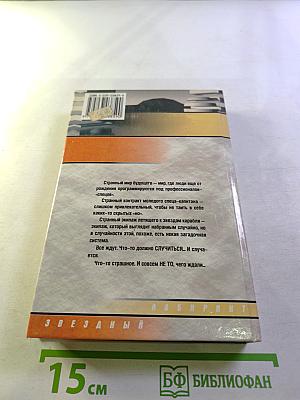 Странный мир будущего — мир, где люди еще от
рождения программируются под профессионалов-
«спецов».
Странный контракт молодого спеца-капитана —
слишком привлекательный, чтобы не таить в себе
каких-то скрытых «но».
Странный экипаж летящего к звездам корабля —
экипаж, который выглядит набранным случайно, но
в случайности этой, похоже, есть некая загадочная
система.
Все ждут. Что-то должно СЛУЧИТЬСЯ... И случа-
ется.
Что-то страшное. И совсем НЕ ТО, чего ждали...
ЛАБИРИНТ
ЗВЕЗДНЫЙ
15 см
БФ БИБЛИОФАН